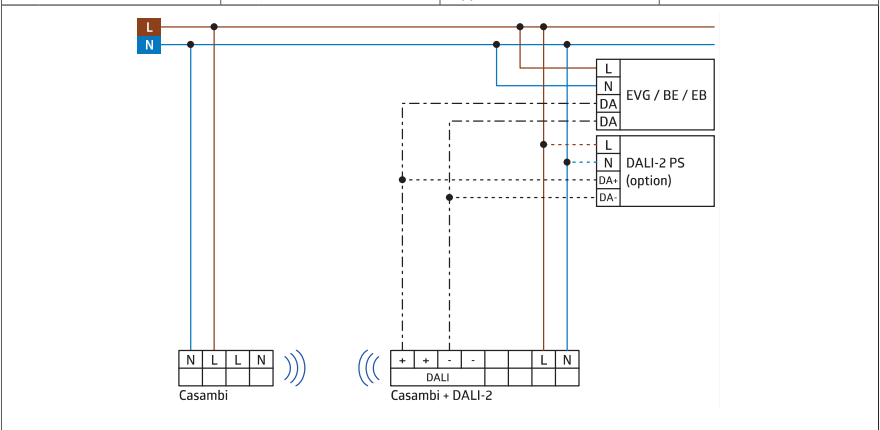 L
N
L
N
DA
DA
EVG / BE / EB
L
N
DA+
DA-
DALI-2 PS
(option)
N L L N
Casambi
+ + - - L N
DALI
Casambi + DALI-2